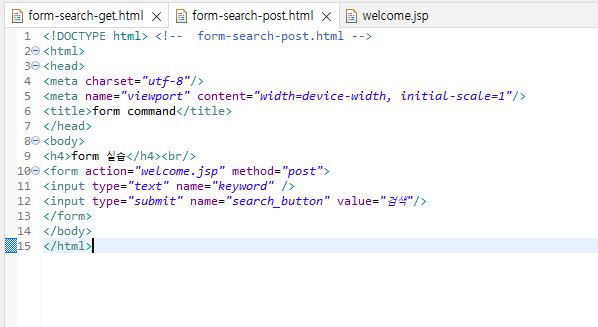 form-search-get.html form-search-post.html welcome.jsp
1 <!DOCTYPE html> <!--  form-search-post.html -->
2 <html>
3 <head>
4 <meta charset="utf-8"/>
5 <meta name="viewport" content="width=device-width, initial-scale=1"/>
6 <title>form command</title>
7 </head>
8 <body>
9 <h4>form 실습</h4><br/>
10 <form action="welcome.jsp" method="post">
11 <input type="text" name="keyword" />
12 <input type="submit" name="search_button" value="검색"/>
13 </form>
14 </body>
15 </html>